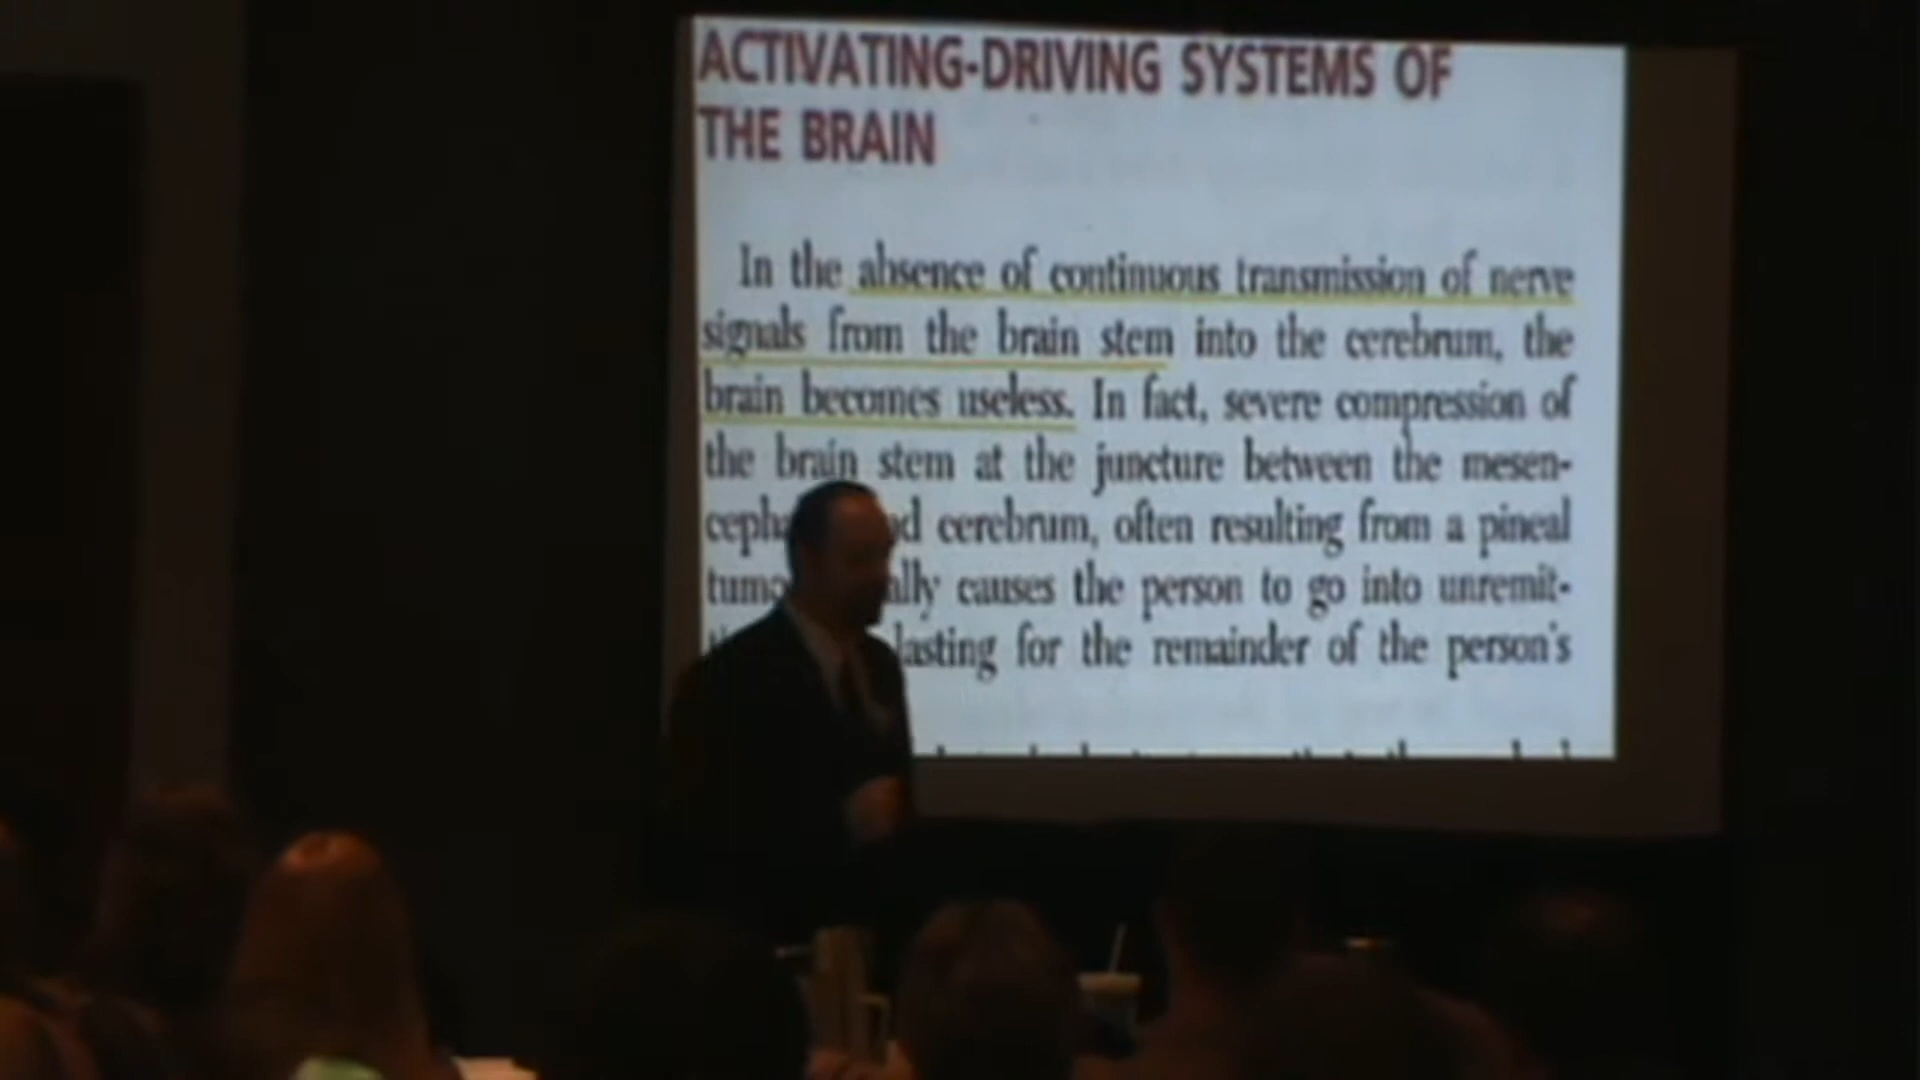 ACTIVATING-DRIVING SYSTEMS OF
THE BRAIN
In the absence of continuous transmission of nerve
signals from the brain stem into the cerebrum, the
brain becomes useless. In fact, severe compression of
the brain stem at the juncture between the mesen-
cerebrum, often resulting from a pineal
causes the person to go into unremit-
lasting for the remainder of the person's